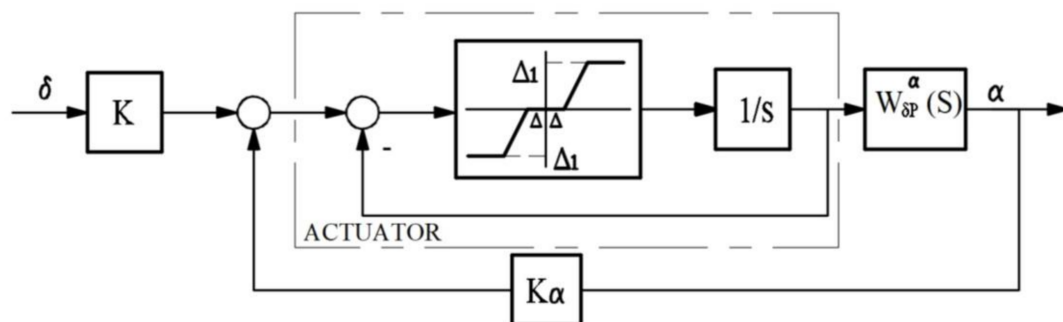 δ
K
Δ1
Δ Δ
Δ1
-
1/s
W^α_δP (S)
α
ACTUATOR
Kα